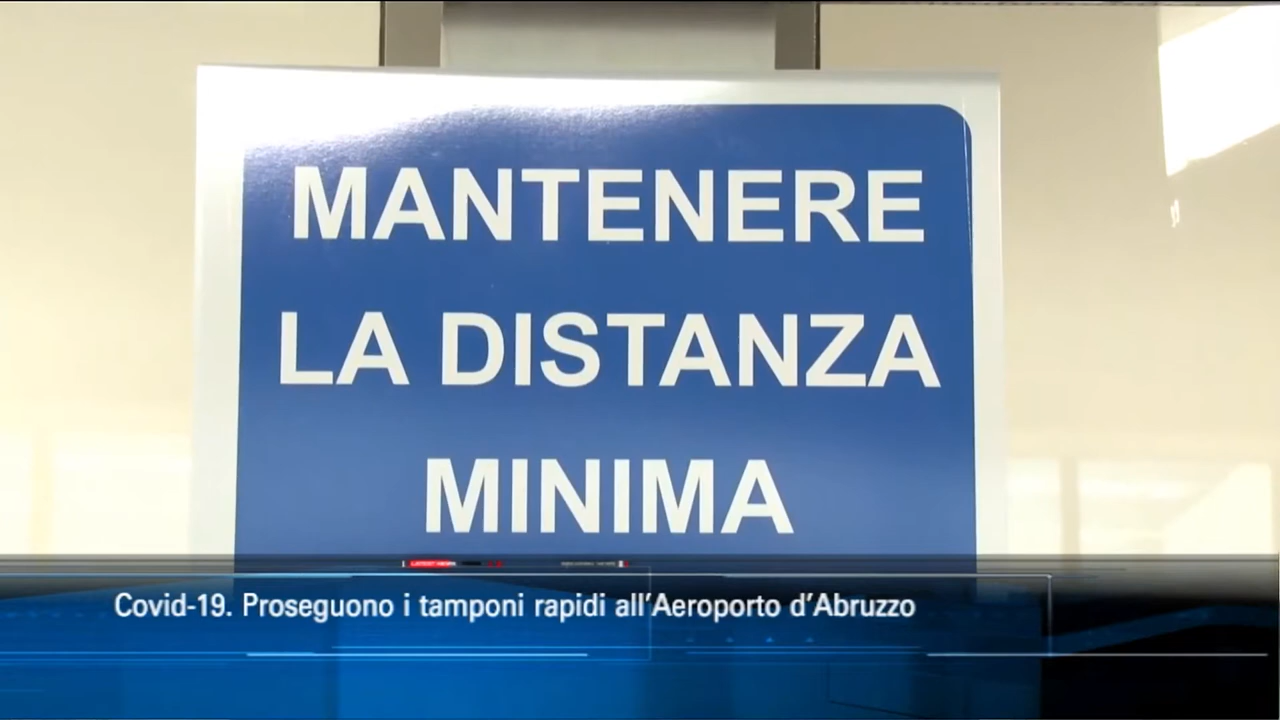 MANTENERE
LA DISTANZA
MINIMA
Covid-19. Proseguono i tamponi rapidi all'Aeroporto d'Abruzzo